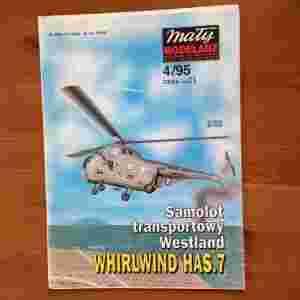 Mały
MODELARZ
4/95
Samolot
transportowy
Westland
WHIRLWIND HAS.7